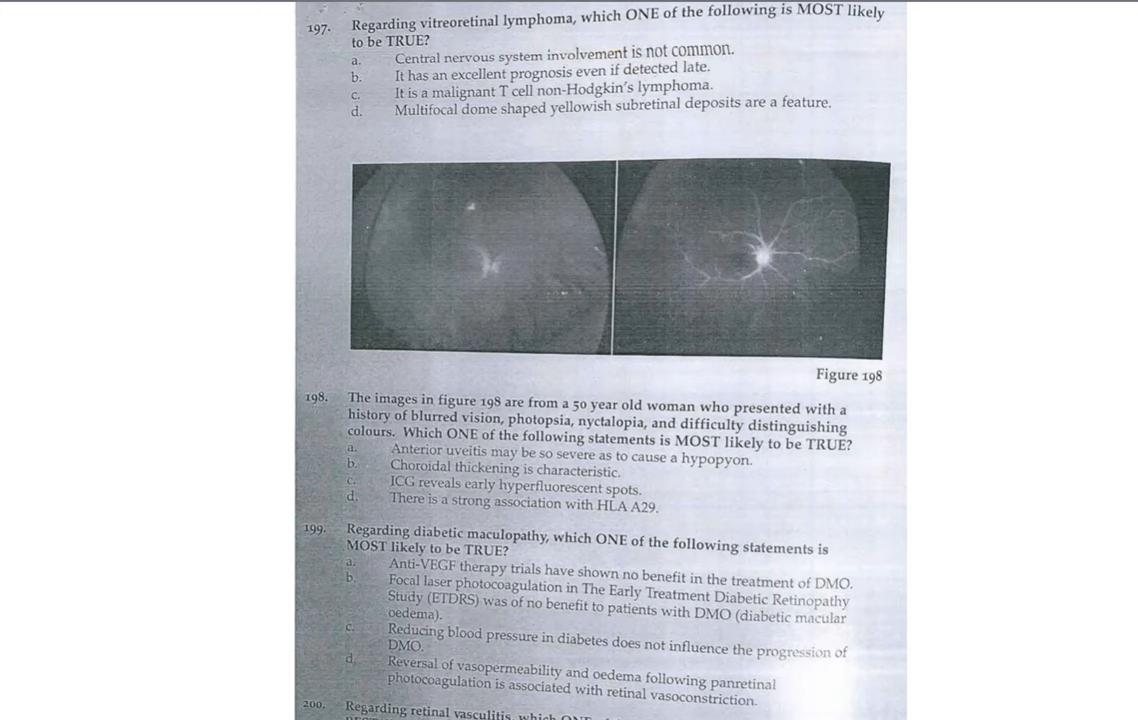 197. Regarding vitreoretinal lymphoma, which ONE of the following is MOST likely
to be TRUE?
a. Central nervous system involvement is not common.
b. It has an excellent prognosis even if detected late.
c. It is a malignant T cell non-Hodgkin's lymphoma.
d. Multifocal dome shaped yellowish subretinal deposits are a feature.
Figure 198
198. The images in figure 198 are from a 50 year old woman who presented with a
history of blurred vision, photopsia, nyctalopia, and difficulty distinguishing
colours. Which ONE of the following statements is MOST likely to be TRUE?
a. Anterior uveitis may be so severe as to cause a hypopyon.
b. Choroidal thickening is characteristic.
c. ICG reveals early hyperfluorescent spots.
d. There is a strong association with HLA A29.
199. Regarding diabetic maculopathy, which ONE of the following statements is
MOST likely to be TRUE?
a. Anti-VEGF therapy trials have shown no benefit in the treatment of DMO.
b. Focal laser photocoagulation in The Early Treatment Diabetic Retinopathy
Study (ETDRS) was of no benefit to patients with DMO (diabetic macular
oedema).
c. Reducing blood pressure in diabetes does not influence the progression of
DMO.
d. Reversal of vasopermeability and oedema following panretinal
photocoagulation is associated with retinal vasoconstriction.
200. Regarding retinal vasculitis, which ONE